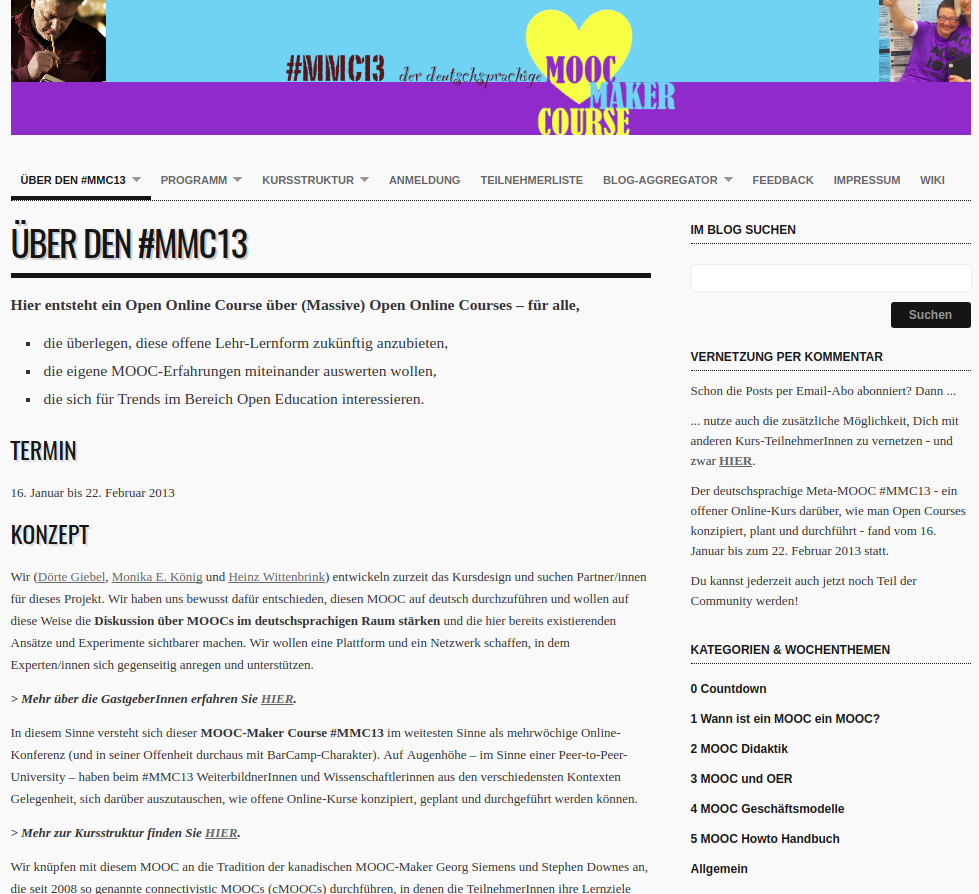 #MMC13 der deutschsprachige MOOC
MAKER
COURSE
ÜBER DEN #MMC13 PROGRAMM KURSSTRUKTUR ANMELDUNG TEILNEHMERLISTE BLOG-AGGREGATOR FEEDBACK IMPRESSUM WIKI
ÜBER DEN #MMC13
Hier entsteht ein Open Online Course über (Massive) Open Online Courses – für alle,
▪ die überlegen, diese offene Lehr-Lernform zukünftig anzubieten,
▪ die eigene MOOC-Erfahrungen miteinander auswerten wollen,
▪ die sich für Trends im Bereich Open Education interessieren.
TERMIN
16. Januar bis 22. Februar 2013
KONZEPT
Wir (Dörte Giebel, Monika E. König und Heinz Wittenbrink) entwickeln zurzeit das Kursdesign und suchen Partner/innen
für dieses Projekt. Wir haben uns bewusst dafür entschieden, diesen MOOC auf deutsch durchzuführen und wollen auf
diese Weise die Diskussion über MOOCs im deutschsprachigen Raum stärken und die hier bereits existierenden
Ansätze und Experimente sichtbarer machen. Wir wollen eine Plattform und ein Netzwerk schaffen, in dem
Experten/innen sich gegenseitig anregen und unterstützen.
> Mehr über die GastgeberInnen erfahren Sie HIER.
In diesem Sinne versteht sich dieser MOOC-Maker Course #MMC13 im weitesten Sinne als mehrwöchige Online-
Konferenz (und in seiner Offenheit durchaus mit BarCamp-Charakter). Auf Augenhöhe – im Sinne einer Peer-to-Peer-
University – haben beim #MMC13 WeiterbildnerInnen und Wissenschaftlerinnen aus den verschiedensten Kontexten
Gelegenheit, sich darüber auszutauschen, wie offene Online-Kurse konzipiert, geplant und durchgeführt werden können.
> Mehr zur Kursstruktur finden Sie HIER.
Wir knüpfen mit diesem MOOC an die Tradition der kanadischen MOOC-Maker Georg Siemens und Stephen Downes an,
die seit 2008 so genannte connectivistic MOOCs (cMOOCs) durchführen, in denen die TeilnehmerInnen ihre Lernziele
IM BLOG SUCHEN
Suchen
VERNETZUNG PER KOMMENTAR
Schon die Posts per Email-Abo abonniert? Dann ...
... nutze auch die zusätzliche Möglichkeit, Dich mit
anderen Kurs-TeilnehmerInnen zu vernetzen - und
zwar HIER.
Der deutschsprachige Meta-MOOC #MMC13 - ein
offener Online-Kurs darüber, wie man Open Courses
konzipiert, plant und durchführt - fand vom 16.
Januar bis zum 22. Februar 2013 statt.
Du kannst jederzeit auch jetzt noch Teil der
Community werden!
KATEGORIEN & WOCHENTHEMEN
0 Countdown
1 Wann ist ein MOOC ein MOOC?
2 MOOC Didaktik
3 MOOC und OER
4 MOOC Geschäftsmodelle
5 MOOC Howto Handbuch
Allgemein